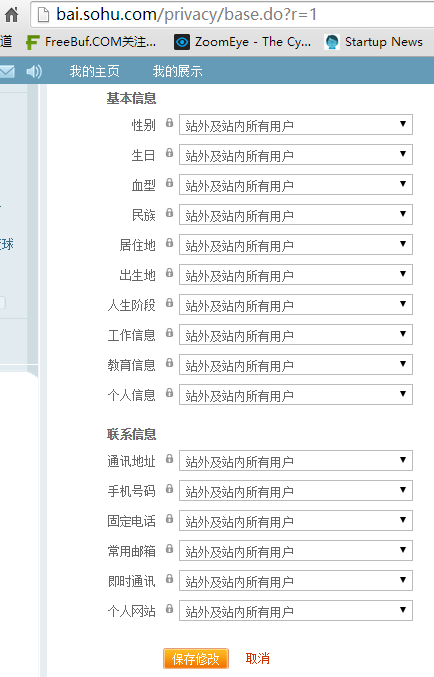 bai.sohu.com/privacy/base.do?r=1
道 FreeBuf.COM关注... ZoomEye - The Cy... Startup News
我的主页 我的展示
基本信息
性别 站外及站内所有用户
生日 站外及站内所有用户
血型 站外及站内所有用户
民族 站外及站内所有用户
居住地 站外及站内所有用户
出生地 站外及站内所有用户
人生阶段 站外及站内所有用户
工作信息 站外及站内所有用户
教育信息 站外及站内所有用户
个人信息 站外及站内所有用户
联系信息
通讯地址 站外及站内所有用户
手机号码 站外及站内所有用户
固定电话 站外及站内所有用户
常用邮箱 站外及站内所有用户
即时通讯 站外及站内所有用户
个人网站 站外及站内所有用户
保存修改 取消